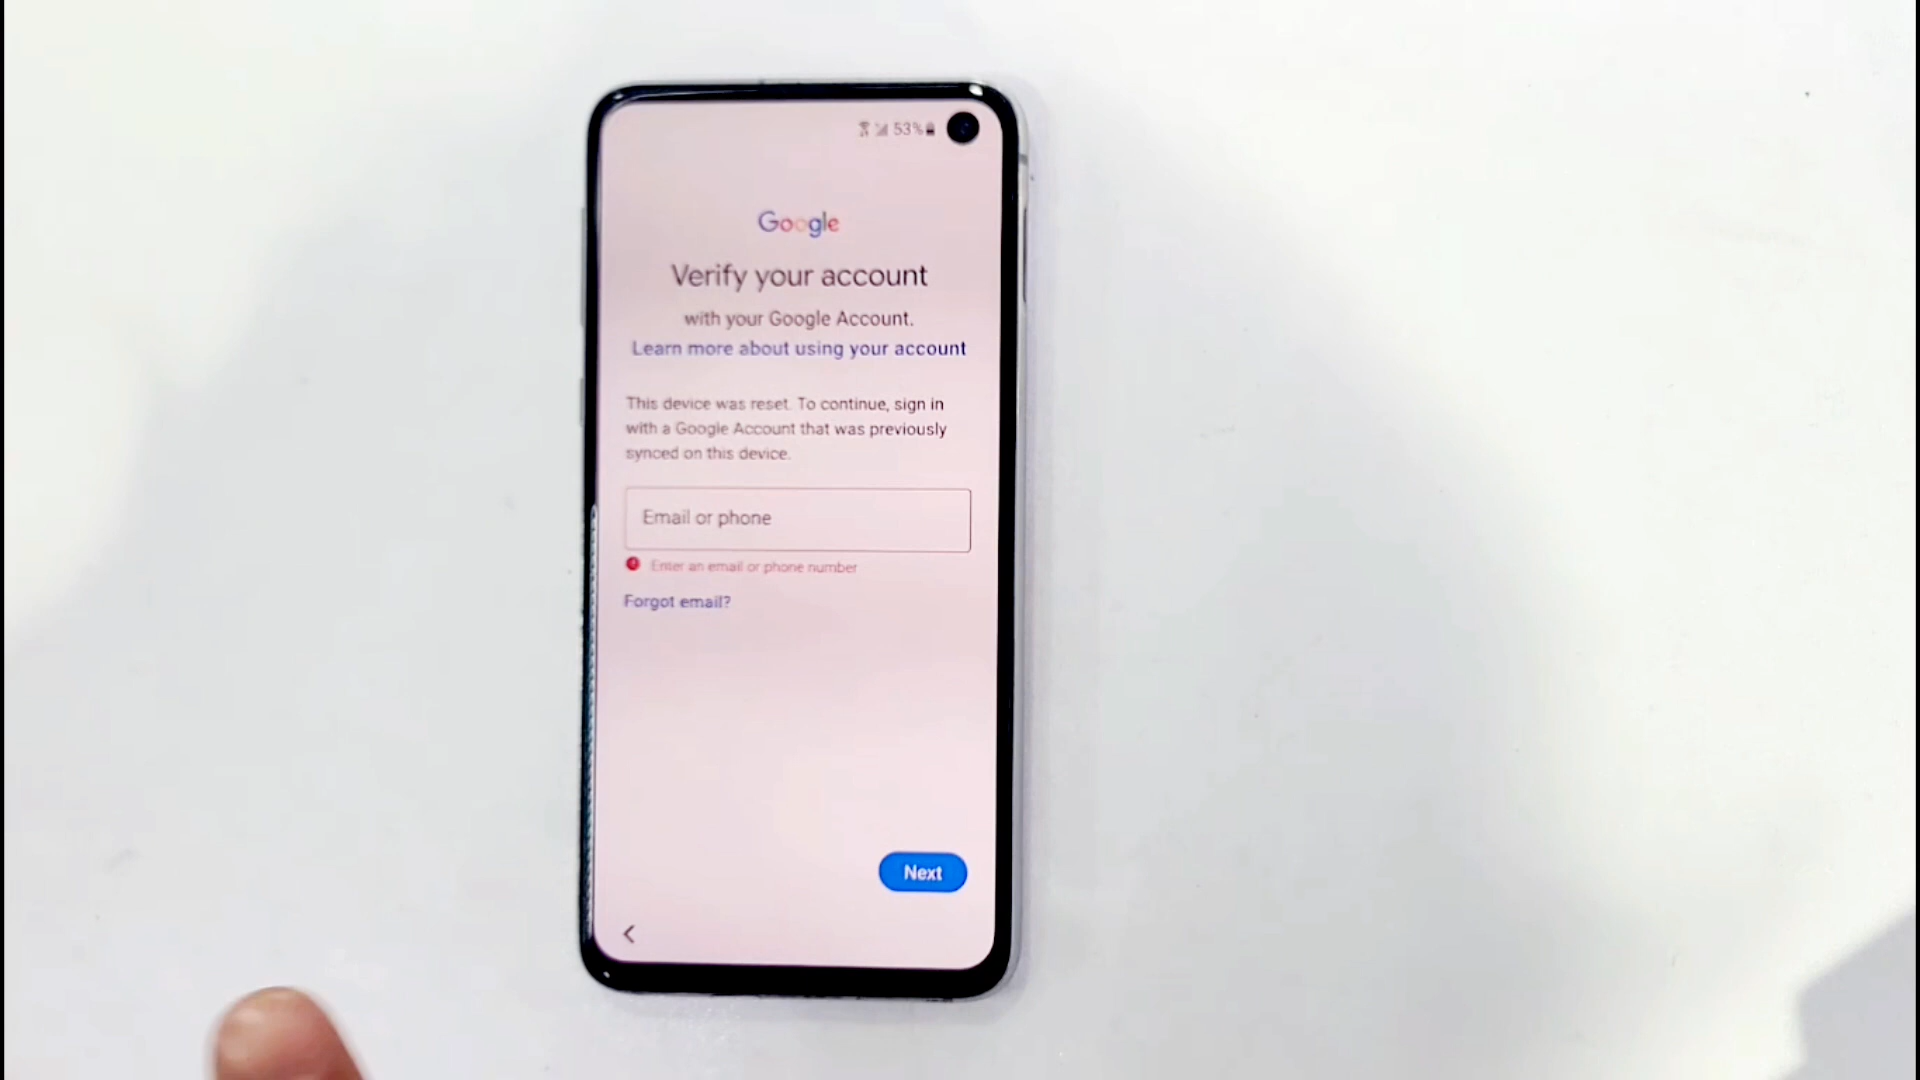 53%
Google
Verify your account
with your Google Account.
Learn more about using your account
This device was reset. To continue, sign in
with a Google Account that was previously
synced on this device.
Email or phone
Enter an email or phone number
Forgot email?
Next